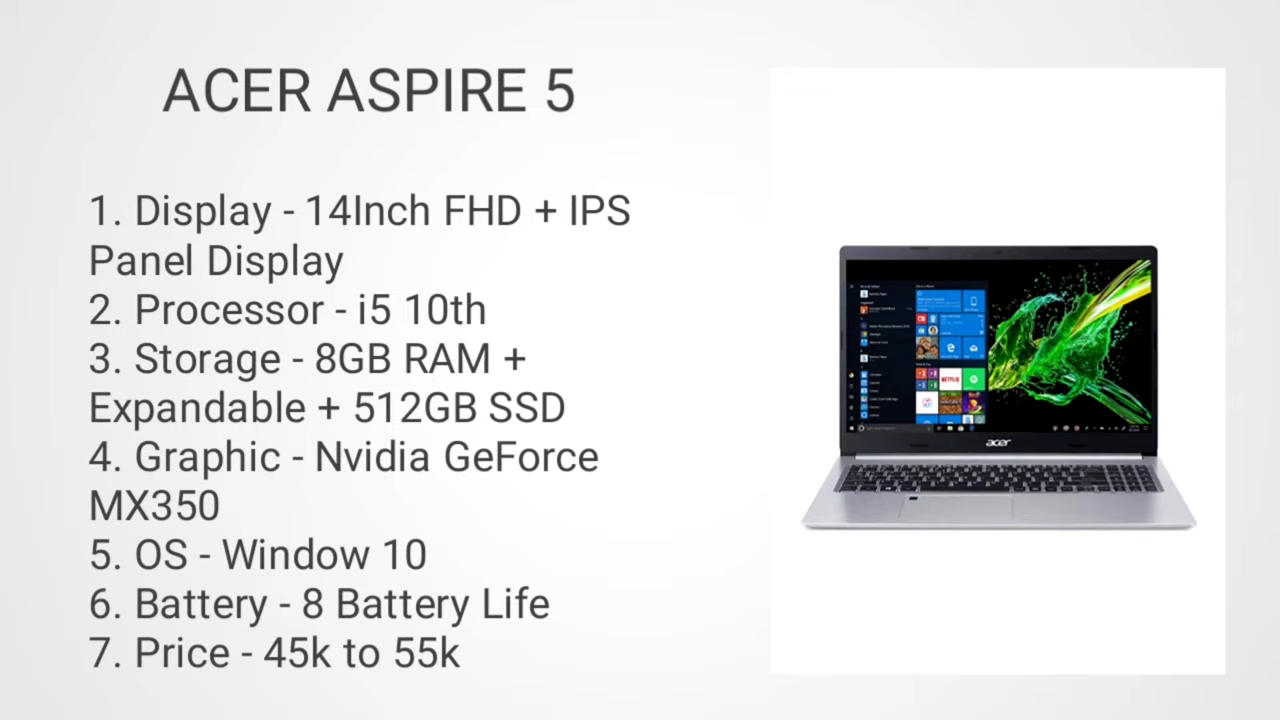 ACER ASPIRE 5
1. Display - 14Inch FHD + IPS
Panel Display
2. Processor - i5 10th
3. Storage - 8GB RAM +
Expandable + 512GB SSD
4. Graphic - Nvidia GeForce
MX350
5. OS - Window 10
6. Battery - 8 Battery Life
7. Price - 45k to 55k
NETFLIX
acer